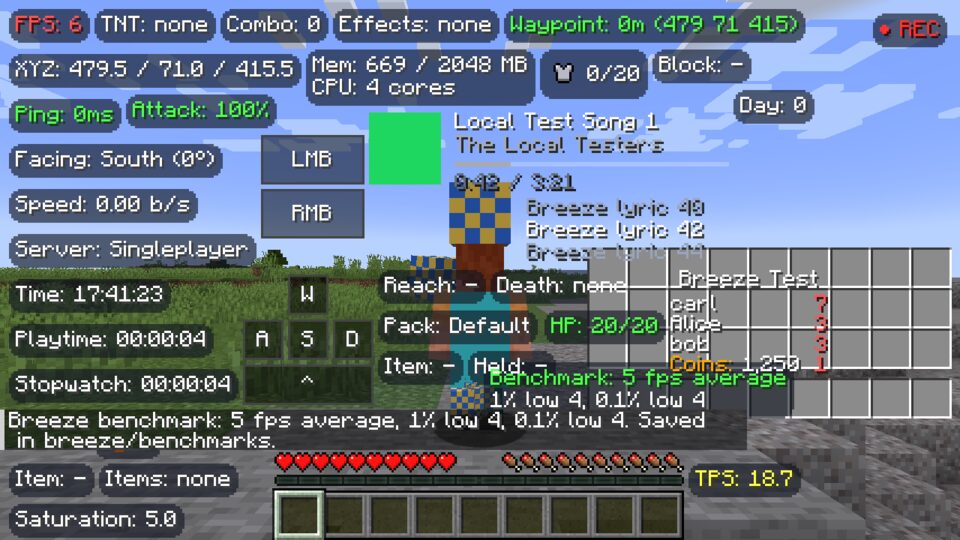 FPS: 6 TNT: none Combo: 0 Effects: none Waypoint: 0m (479 71 415) REC
XYZ: 479.5 / 71.0 / 415.5 Mem: 669 / 2048 MB 0/20 Block: -
CPU: 4 cores
Day: 0
Ping: 0ms Attack: 100%
Local Test Song 1
The Local Testers
Facing: South (0°) LMB
0:42 / 3:21
Speed: 0.00 b/s RMB
Breeze lyric 40
Breeze lyric 42
Breeze lyric 44
Server: Singleplayer
Reach: - Death: none
Breeze Test
Time: 17:41:23 W
carl 7
Alice 3
bob 3
Coins: 1,250 1
Pack: Default HP: 20/20
Playtime: 00:00:04 A S D
Item: - Held: -
Stopwatch: 00:00:04 ^
Benchmark: 5 fps average
1% low 4, 0.1% low 4
Breeze benchmark: 5 fps average, 1% low 4, 0.1% low 4. Saved
in breeze/benchmarks.
Item: - Items: none TPS: 18.7
Saturation: 5.0